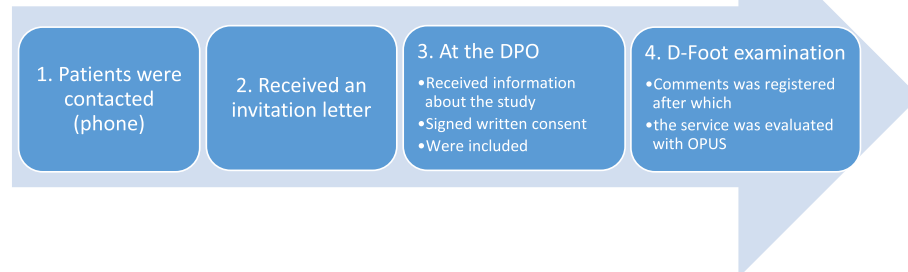 1. Patients were
contacted
(phone)
2. Received an
invitation letter
3. At the DPO
•Received information
about the study
•Signed written consent
•Were included
4. D-Foot examination
•Comments was registered
after which
•the service was evaluated
with OPUS